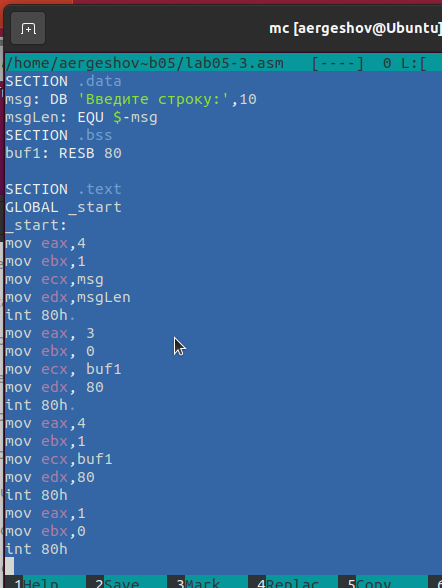 mc [aergeshov@Ubuntu]
/home/aergeshov~b05/lab05-3.asm [----] 0 L:[
SECTION .data
msg: DB 'Введите строку:',10
msgLen: EQU $-msg
SECTION .bss
buf1: RESB 80
SECTION .text
GLOBAL _start
_start:
mov eax,4
mov ebx,1
mov ecx,msg
mov edx,msgLen
int 80h.
mov eax, 3
mov ebx, 0
mov ecx, buf1
mov edx, 80
int 80h.
mov eax,4
mov ebx,1
mov ecx,buf1
mov edx,80
int 80h
mov eax,1
mov ebx,0
int 80h
1Help 2Save 3Mark 4Replac 5Copy